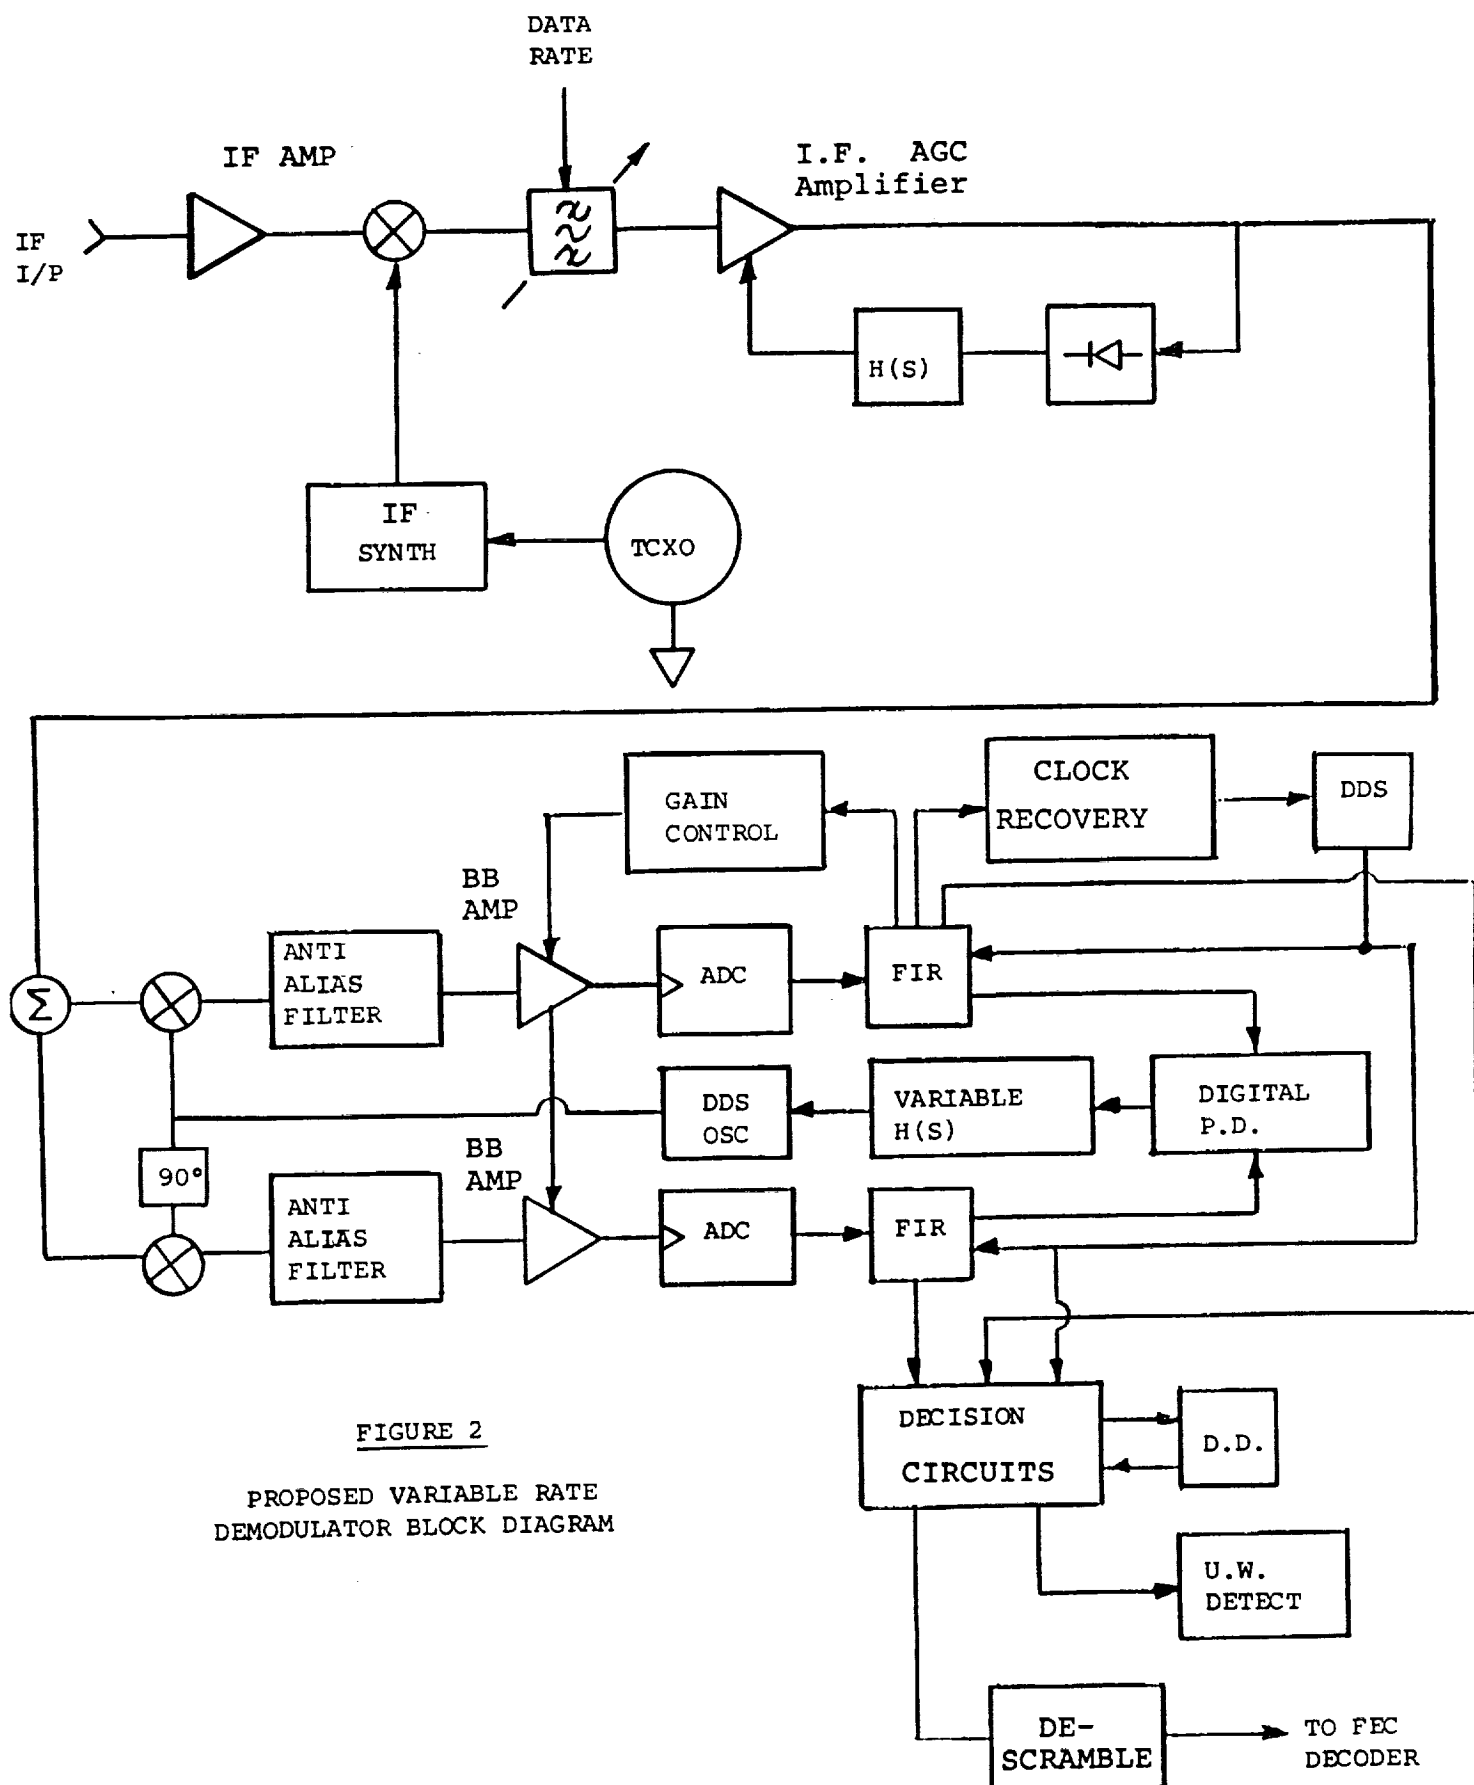 DATA
RATE
IF AMP
I.F. AGC
Amplifier
IF
I/P
H(S)
IF
SYNTH
TCXO
GAIN
CONTROL
CLOCK
RECOVERY
DDS
BB
AMP
ANTI
ALIAS
FILTER
ADC
FIR
Σ
DDS
OSC
VARIABLE
H(S)
DIGITAL
P.D.
90°
BB
AMP
ANTI
ALIAS
FILTER
ADC
FIR
DECISION
CIRCUITS
D.D.
FIGURE 2
PROPOSED VARIABLE RATE
DEMODULATOR BLOCK DIAGRAM
U.W.
DETECT
DE-
SCRAMBLE
TO FEC
DECODER